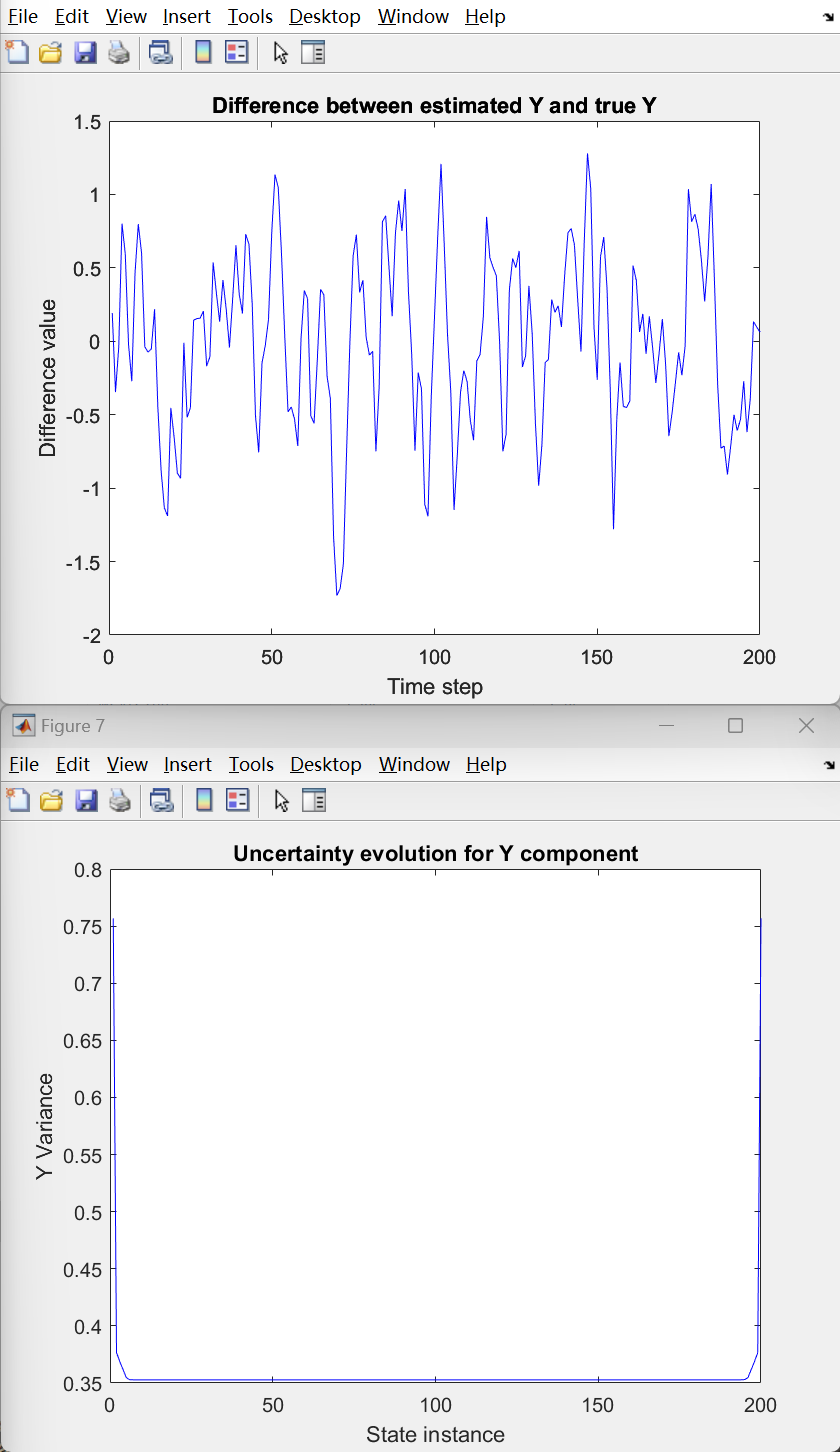 File Edit View Insert Tools Desktop Window Help
Difference between estimated Y and true Y
1.5
1
0.5
0
-0.5
-1
-1.5
-2
Difference value
0 50 100 150 200
Time step
Figure 7
File Edit View Insert Tools Desktop Window Help
Uncertainty evolution for Y component
0.8
0.75
0.7
0.65
0.6
0.55
0.5
0.45
0.4
0.35
Y Variance
0 50 100 150 200
State instance